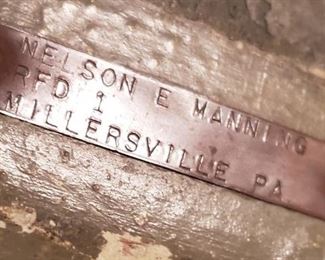 NELSON E MANNING
RFD 1
MILLERSVILLE PA.